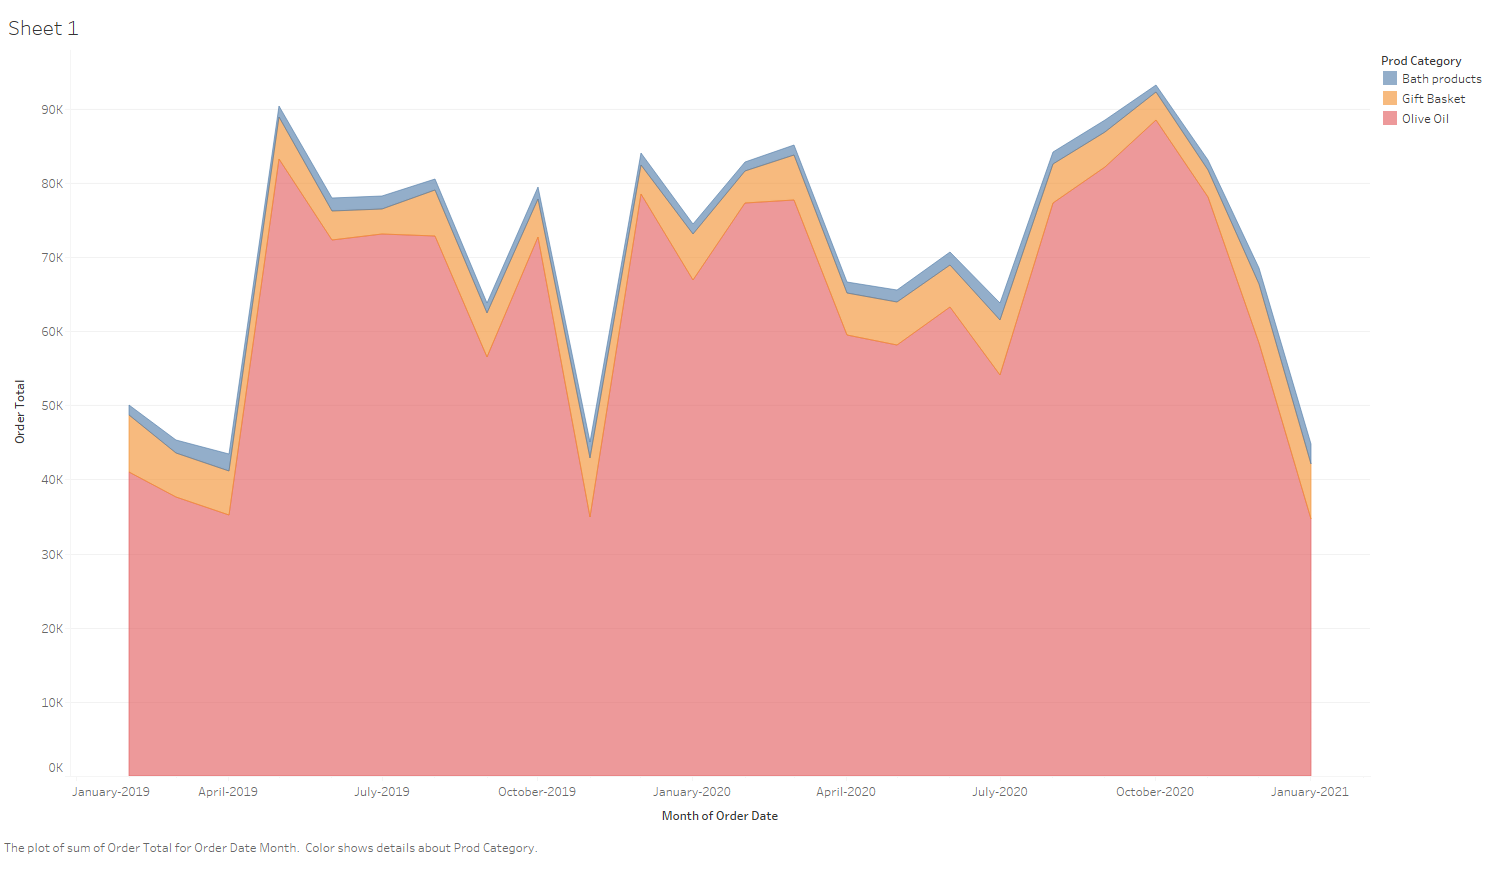 Sheet 1
Prod Category
Bath products
Gift Basket
Olive Oil
90K
80K
70K
60K
50K
40K
30K
20K
10K
0K
Order Total
January-2019 April-2019 July-2019 October-2019 January-2020 April-2020 July-2020 October-2020 January-2021
Month of Order Date
The plot of sum of Order Total for Order Date Month. Color shows details about Prod Category.